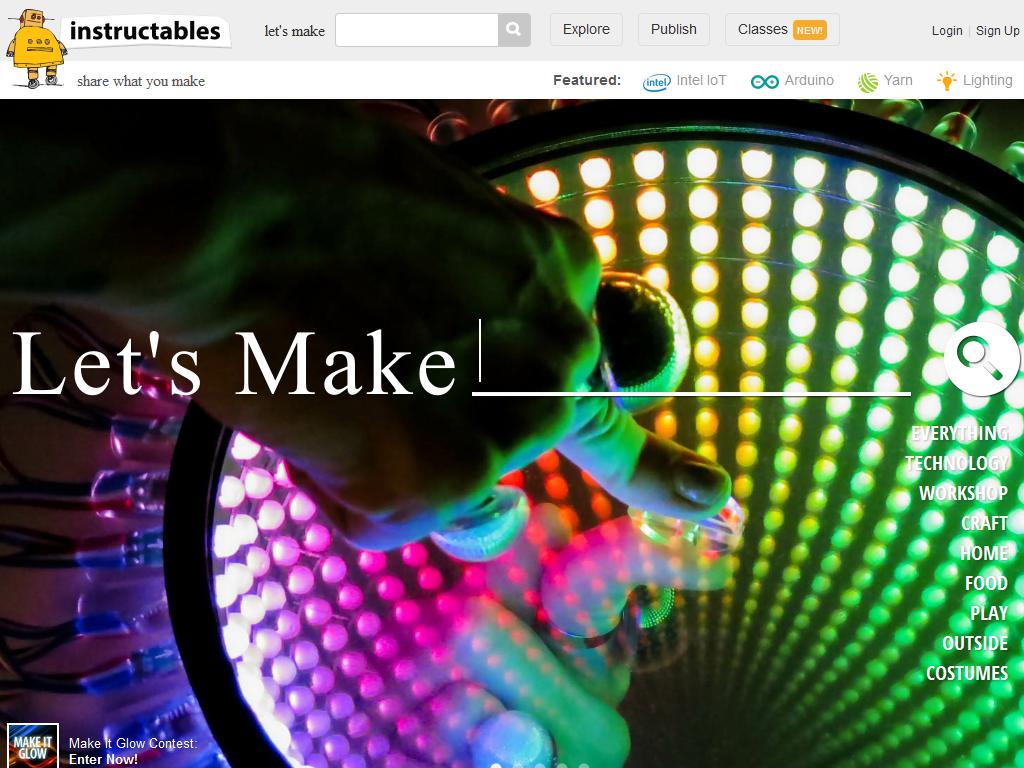 instructables
let's make
Explore
Publish
Classes NEW!
Login | Sign Up
share what you make
Featured:
intel Intel IoT
Arduino
Yarn
Lighting
Let's Make
EVERYTHING
TECHNOLOGY
WORKSHOP
CRAFT
HOME
FOOD
PLAY
OUTSIDE
COSTUMES
MAKE IT
GLOW
Make It Glow Contest:
Enter Now!